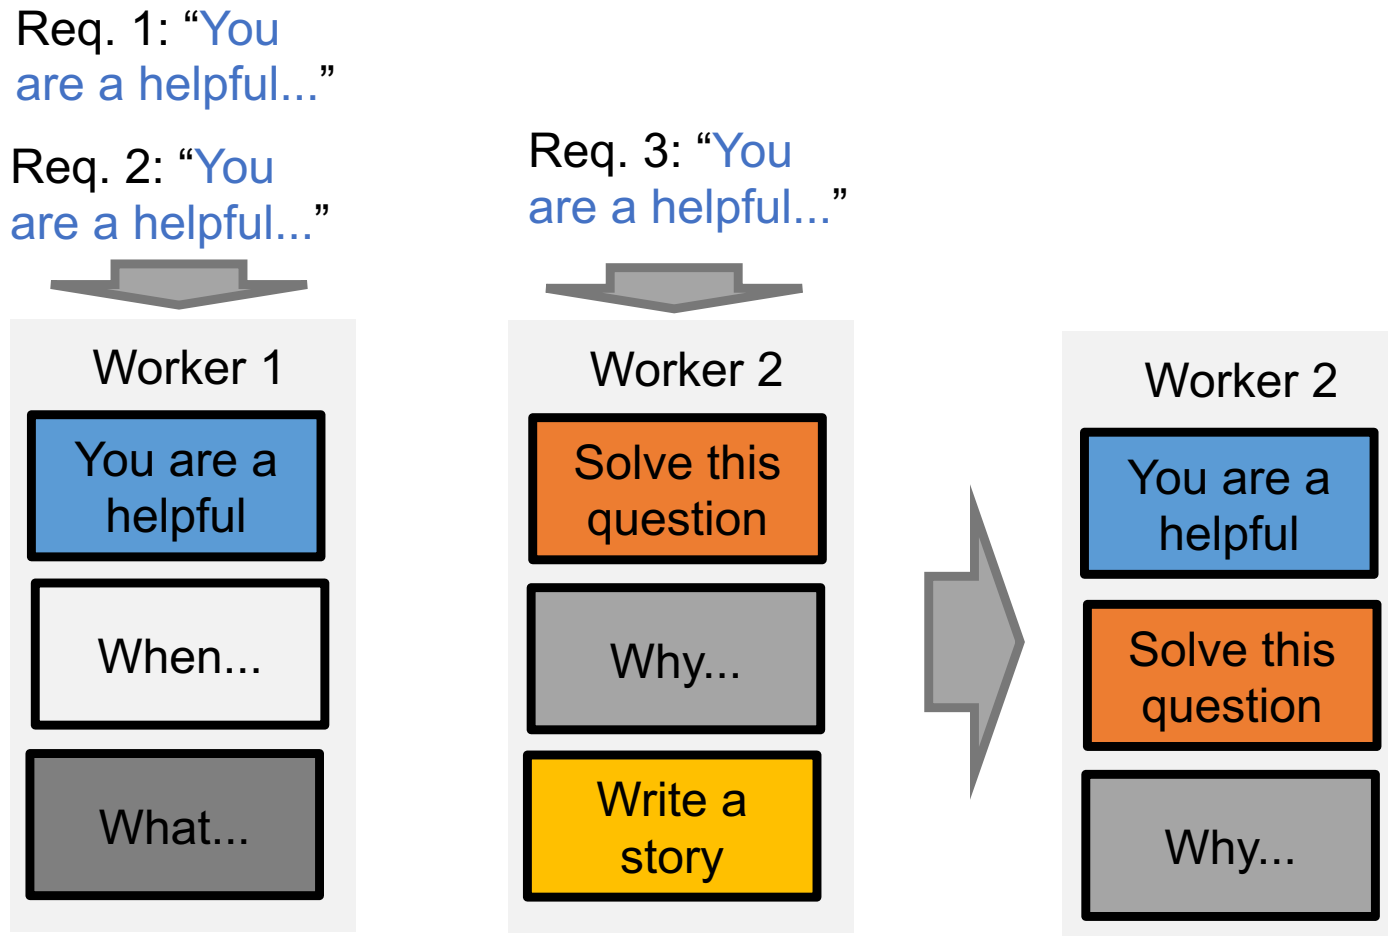 Req. 1: “You
are a helpful...”
Req. 2: “You
are a helpful...”
Worker 1
You are a
helpful
When...
What...
Req. 3: “You
are a helpful...”
Worker 2
Solve this
question
Why...
Write a
story
Worker 2
You are a
helpful
Solve this
question
Why...